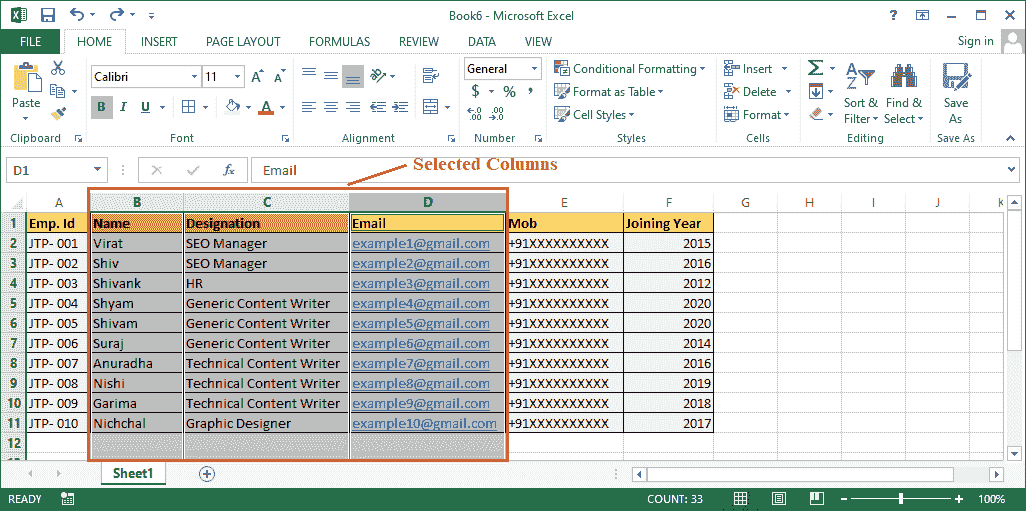 Book6 - Microsoft Excel
FILE HOME INSERT PAGE LAYOUT FORMULAS REVIEW DATA VIEW Sign in
Calibri 11 General Conditional Formatting Insert
Paste B I U A $ % , Format as Table Delete Sort & Find & Save
Cell Styles Format Filter Select As
Clipboard Font Alignment Number Styles Cells Editing Save As
D1 fx Email
Selected Columns
A B C D E F G H I J K
1 Emp. Id Name Designation Email Mob Joining Year
2 JTP- 001 Virat SEO Manager example1@gmail.com +91XXXXXXXXXX 2015
3 JTP- 002 Shiv SEO Manager example2@gmail.com +91XXXXXXXXXX 2016
4 JTP- 003 Shivank HR example3@gmail.com +91XXXXXXXXXX 2012
5 JTP- 004 Shyam Generic Content Writer example4@gmail.com +91XXXXXXXXXX 2020
6 JTP- 005 Shivam Generic Content Writer example5@gmail.com +91XXXXXXXXXX 2020
7 JTP- 006 Suraj Generic Content Writer example6@gmail.com +91XXXXXXXXXX 2014
8 JTP- 007 Anuradha Technical Content Writer example7@gmail.com +91XXXXXXXXXX 2016
9 JTP- 008 Nishi Technical Content Writer example8@gmail.com +91XXXXXXXXXX 2019
10 JTP- 009 Garima Technical Content Writer example9@gmail.com +91XXXXXXXXXX 2018
11 JTP- 010 Nichchal Graphic Designer example10@gmail.com +91XXXXXXXXXX 2017
12
Sheet1
READY COUNT: 33 100%